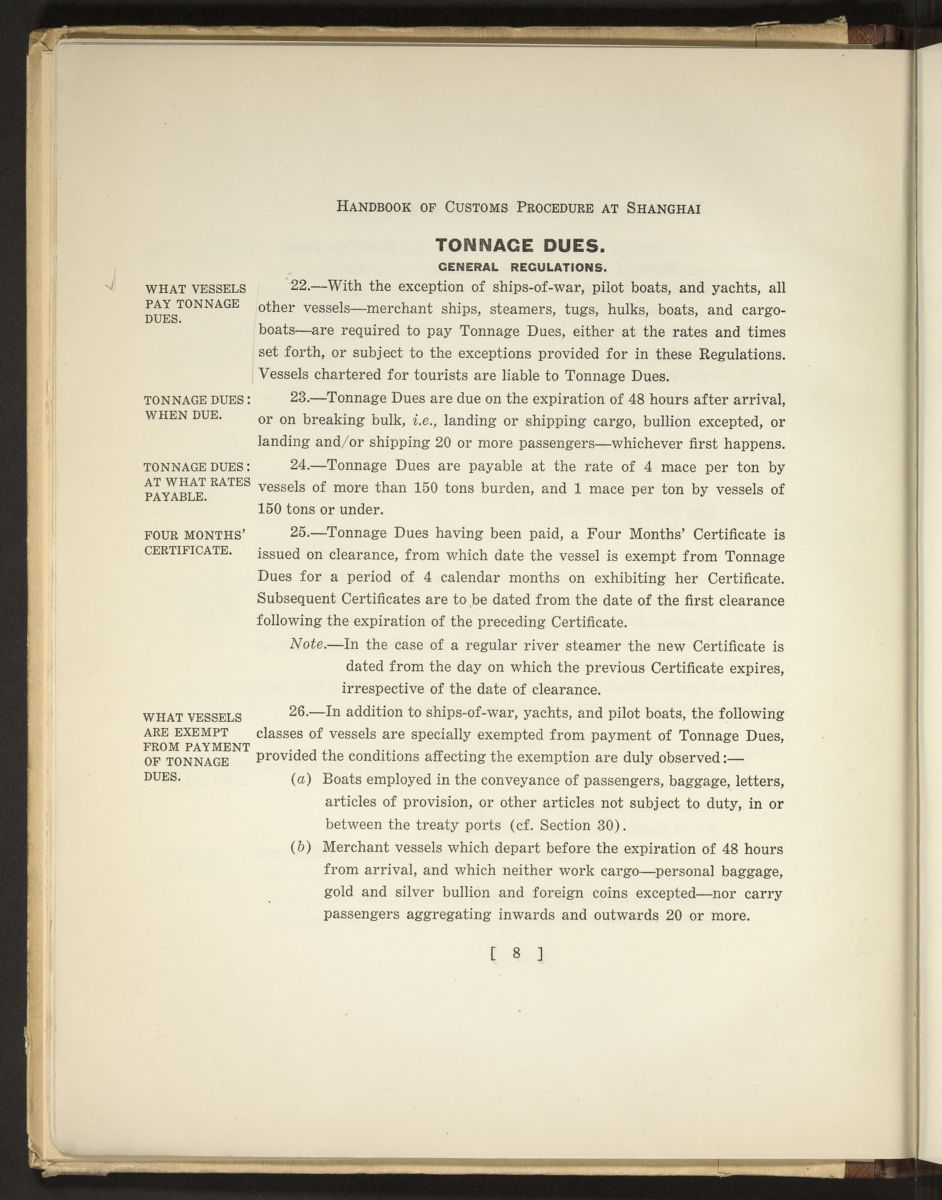 HANDBOOK OF CUSTOMS PROCEDURE AT SHANGHAI
TONNAGE DUES.
GENERAL REGULATIONS.
WHAT VESSELS
PAY TONNAGE
DUES.
22.—With the exception of ships-of-war, pilot boats, and yachts, all
other vessels—merchant ships, steamers, tugs, hulks, boats, and cargo-
boats—are required to pay Tonnage Dues, either at the rates and times
set forth, or subject to the exceptions provided for in these Regulations.
Vessels chartered for tourists are liable to Tonnage Dues.
TONNAGE DUES:
WHEN DUE.
23.—Tonnage Dues are due on the expiration of 48 hours after arrival,
or on breaking bulk, i.e., landing or shipping cargo, bullion excepted, or
landing and/or shipping 20 or more passengers—whichever first happens.
TONNAGE DUES:
AT WHAT RATES
PAYABLE.
24.—Tonnage Dues are payable at the rate of 4 mace per ton by
vessels of more than 150 tons burden, and 1 mace per ton by vessels of
150 tons or under.
FOUR MONTHS'
CERTIFICATE.
25.—Tonnage Dues having been paid, a Four Months' Certificate is
issued on clearance, from which date the vessel is exempt from Tonnage
Dues for a period of 4 calendar months on exhibiting her Certificate.
Subsequent Certificates are to be dated from the date of the first clearance
following the expiration of the preceding Certificate.
Note.—In the case of a regular river steamer the new Certificate is
dated from the day on which the previous Certificate expires,
irrespective of the date of clearance.
WHAT VESSELS
ARE EXEMPT
FROM PAYMENT
OF TONNAGE
DUES.
26.—In addition to ships-of-war, yachts, and pilot boats, the following
classes of vessels are specially exempted from payment of Tonnage Dues,
provided the conditions affecting the exemption are duly observed:—
(a) Boats employed in the conveyance of passengers, baggage, letters,
articles of provision, or other articles not subject to duty, in or
between the treaty ports (cf. Section 30).
(b) Merchant vessels which depart before the expiration of 48 hours
from arrival, and which neither work cargo—personal baggage,
gold and silver bullion and foreign coins excepted—nor carry
passengers aggregating inwards and outwards 20 or more.
[ 8 ]